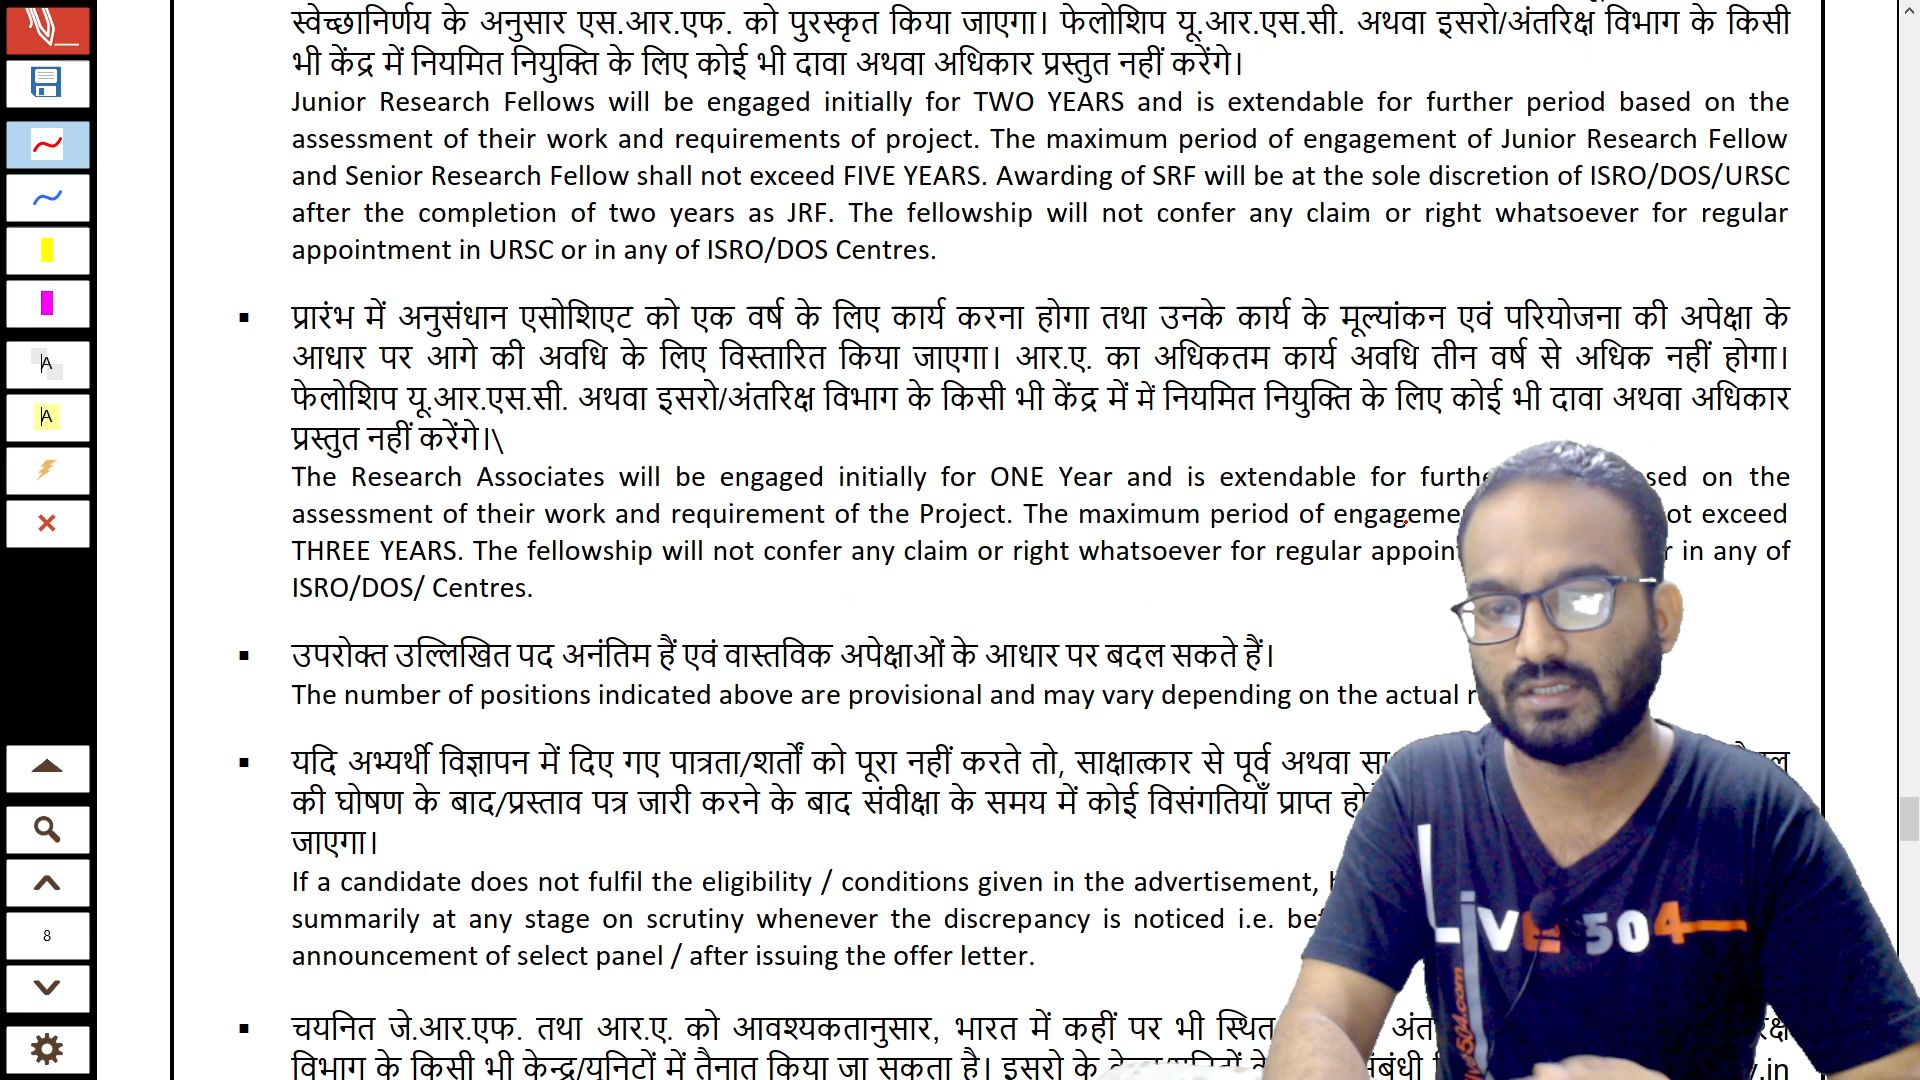 स्वेच्छानिर्णय के अनुसार एस.आर.एफ. को पुरस्कृत किया जाएगा। फेलोशिप यू.आर.एस.सी. अथवा इसरो/अंतरिक्ष विभाग के किसी
भी केंद्र में नियमित नियुक्ति के लिए कोई भी दावा अथवा अधिकार प्रस्तुत नहीं करेंगे।
Junior Research Fellows will be engaged initially for TWO YEARS and is extendable for further period based on the
assessment of their work and requirements of project. The maximum period of engagement of Junior Research Fellow
and Senior Research Fellow shall not exceed FIVE YEARS. Awarding of SRF will be at the sole discretion of ISRO/DOS/URSC
after the completion of two years as JRF. The fellowship will not confer any claim or right whatsoever for regular
appointment in URSC or in any of ISRO/DOS Centres.
▪ प्रारंभ में अनुसंधान एसोशिएट को एक वर्ष के लिए कार्य करना होगा तथा उनके कार्य के मूल्यांकन एवं परियोजना की अपेक्षा के
आधार पर आगे की अवधि के लिए विस्तारित किया जाएगा। आर.ए. का अधिकतम कार्य अवधि तीन वर्ष से अधिक नहीं होगा।
फेलोशिप यू.आर.एस.सी. अथवा इसरो/अंतरिक्ष विभाग के किसी भी केंद्र में में नियमित नियुक्ति के लिए कोई भी दावा अथवा अधिकार
प्रस्तुत नहीं करेंगे।\
The Research Associates will be engaged initially for ONE Year and is extendable for on the
assessment of their work and requirement of the Project. The maximum period of exceed
THREE YEARS. The fellowship will not confer any claim or right whatsoever for regular in any of
ISRO/DOS/ Centres.
▪ उपरोक्त उल्लिखित पद अनंतिम हैं एवं वास्तविक अपेक्षाओं के आधार पर बदल सकते हैं।
The number of positions indicated above are provisional and may vary depending on the actual
▪ यदि अभ्यर्थी विज्ञापन में दिए गए पात्रता/शर्तों को पूरा नहीं करते तो, साक्षात्कार से पूर्व अथवा
की घोषण के बाद/प्रस्ताव पत्र जारी करने के बाद संवीक्षा के समय में कोई विसंगतियाँ प्राप्त
जाएगा।
If a candidate does not fulfil the eligibility / conditions given in the advertisement,
summarily at any stage on scrutiny whenever the discrepancy is noticed i.e.
announcement of select panel / after issuing the offer letter.
▪ चयनित जे.आर.एफ. तथा आर.ए. को आवश्यकतानुसार, भारत में कहीं पर भी स्थित
विभाग के किसी भी केन्द्र/यूनिटों में तैनात किया जा सकता है। इसरो के
8
LiVE 504